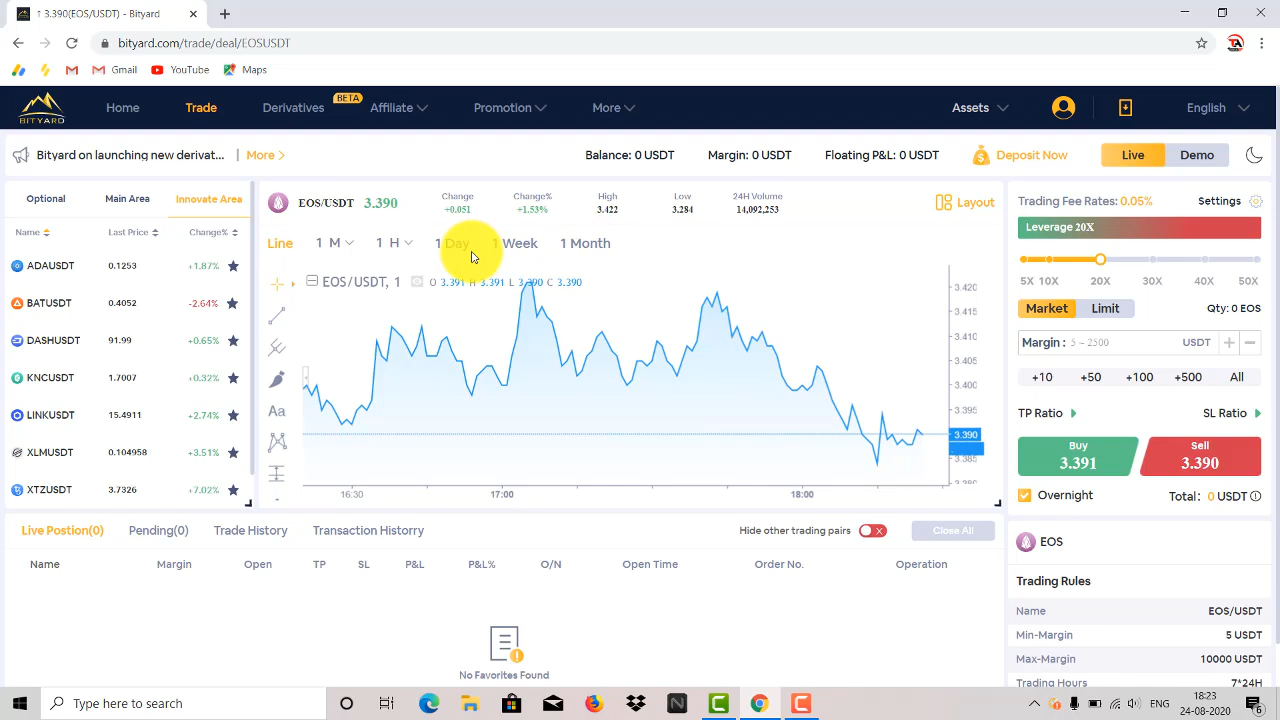 ↑ 3.390(EOS/USDT) - Bityard
bityard.com/trade/deal/EOSUSDT
Gmail YouTube Maps
BITYARD Home Trade Derivatives BETA Affiliate Promotion More Assets English
Bityard on launching new derivat... More > Balance: 0 USDT Margin: 0 USDT Floating P&L: 0 USDT Deposit Now Live Demo
Optional Main Area Innovate Area
Name Last Price Change%
ADAUSDT 0.1253 +1.87%
BATUSDT 0.4052 -2.64%
DASHUSDT 91.99 +0.65%
KNCUSDT 1.7007 +0.32%
LINKUSDT 15.4911 +2.74%
XLMUSDT 0.104958 +3.51%
XTZUSDT 3.7326 +7.02%
EOS/USDT 3.390
Change Change% High Low 24H Volume
+0.051 +1.53% 3.422 3.284 14,092,253
Layout
Line 1 M 1 H 1 Day 1 Week 1 Month
EOS/USDT, 1 O 3.391 H 3.391 L 3.390 C 3.390
Aa
3.420
3.415
3.410
3.405
3.400
3.395
3.390
3.385
3.380
16:30 17:00 18:00
Trading Fee Rates: 0.05% Settings
Leverage 20X
5X 10X 20X 30X 40X 50X
Market Limit Qty: 0 EOS
Margin : 5 ~ 2500 USDT + −
+10 +50 +100 +500 All
TP Ratio SL Ratio
Buy Sell
3.391 3.390
Overnight Total: 0 USDT
Live Postion(0) Pending(0) Trade History Transaction Historry Hide other trading pairs Close All
Name Margin Open TP SL P&L P&L% O/N Open Time Order No. Operation
No Favorites Found
EOS
Trading Rules
Name EOS/USDT
Min-Margin 5 USDT
Max-Margin 10000 USDT
Trading Hours 7*24H
Type here to search
18:23
24-08-2020
6